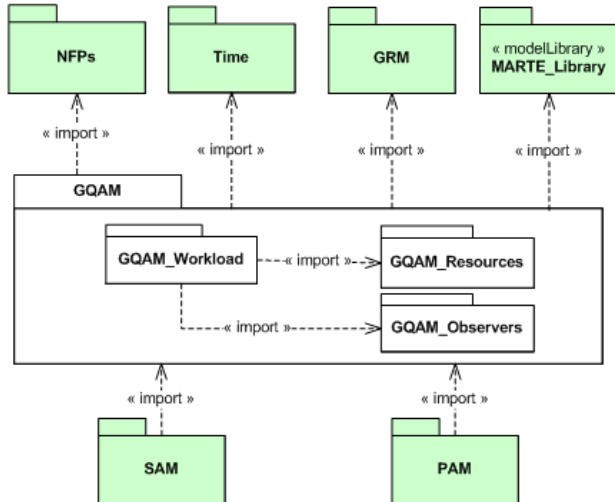 NFPs
Time
GRM
« modelLibrary »
MARTE_Library
« import »
« import »
« import »
« import »
GQAM
GQAM_Workload
« import »
GQAM_Resources
« import »
GQAM_Observers
« import »
« import »
SAM
PAM